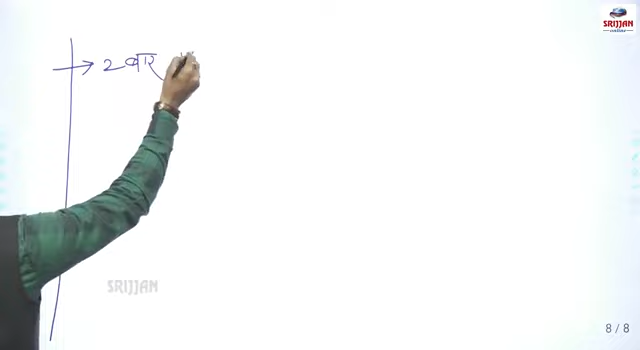 SRIJJAN
online
→ 2 बार
SRIJJAN
8 / 8